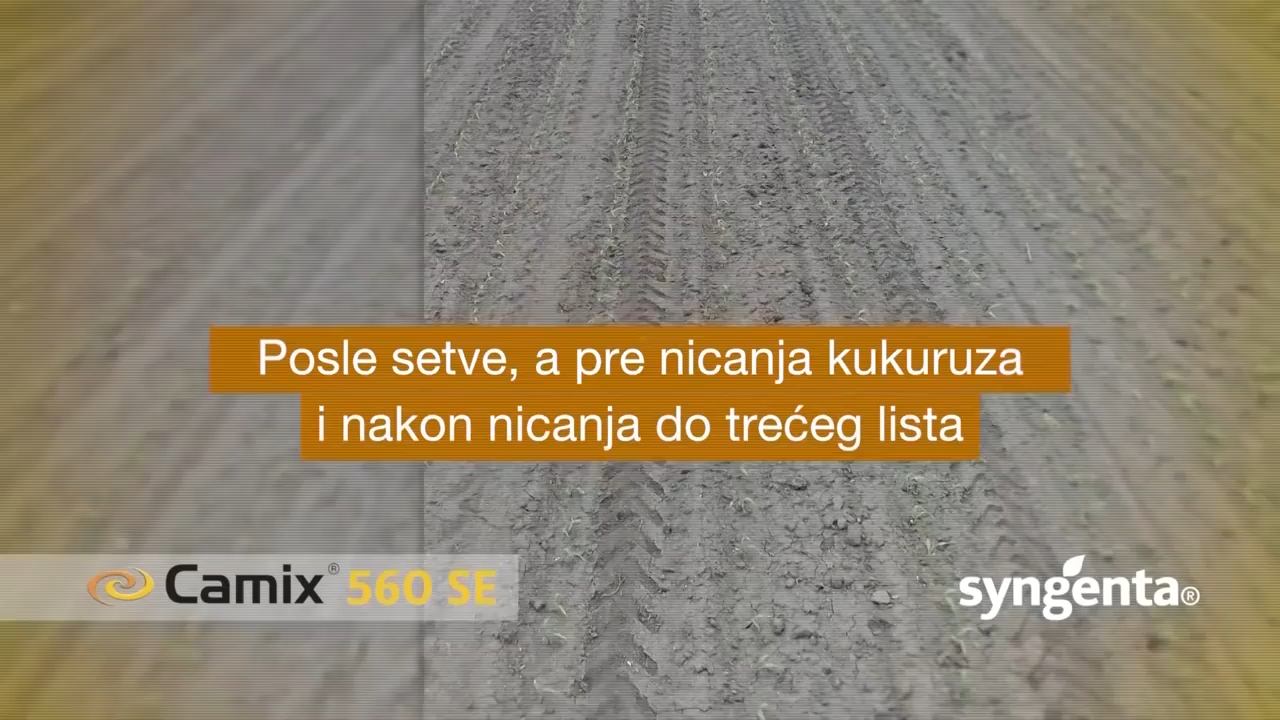 Posle setve, a pre nicanja kukuruza
i nakon nicanja do trećeg lista
Camix® 560 SE
syngenta®